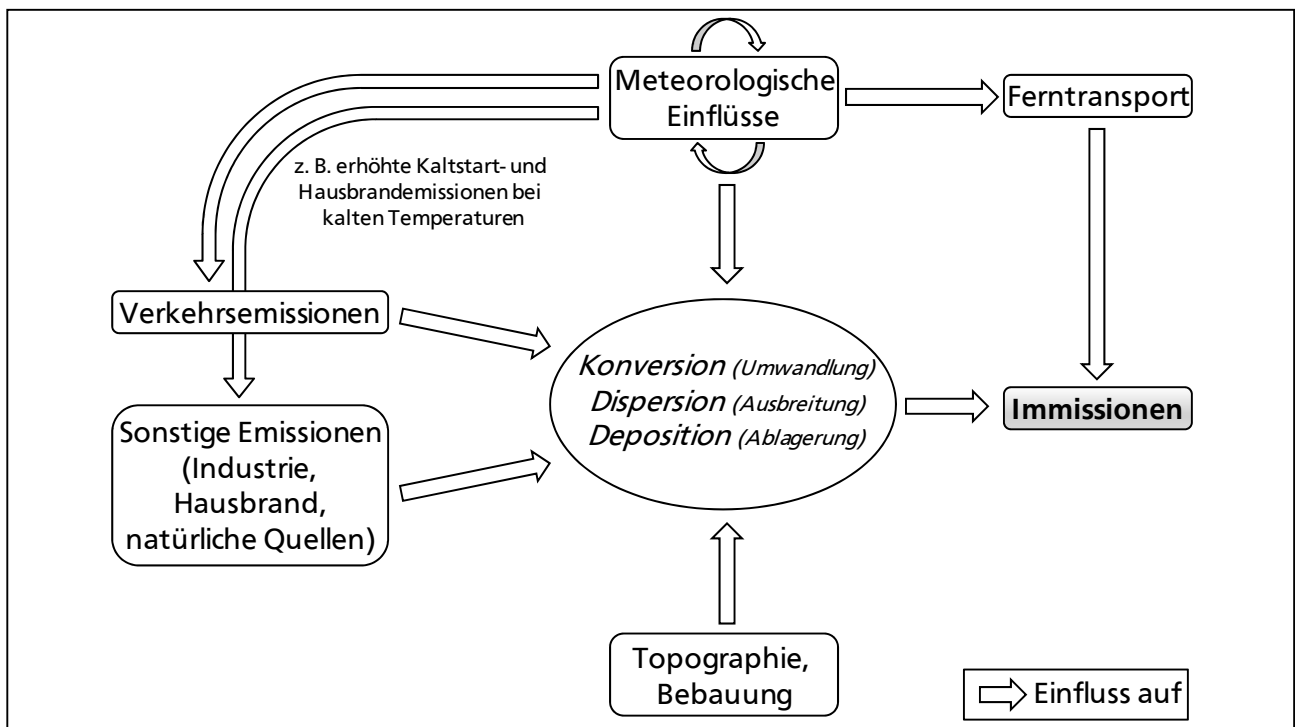 Meteorologische
Einflüsse
Ferntransport
z. B. erhöhte Kaltstart- und
Hausbrandemissionen bei
kalten Temperaturen
Verkehrsemissionen
Konversion (Umwandlung)
Dispersion (Ausbreitung)
Deposition (Ablagerung)
Immissionen
Sonstige Emissionen
(Industrie,
Hausbrand,
natürliche Quellen)
Topographie,
Bebauung
Einfluss auf